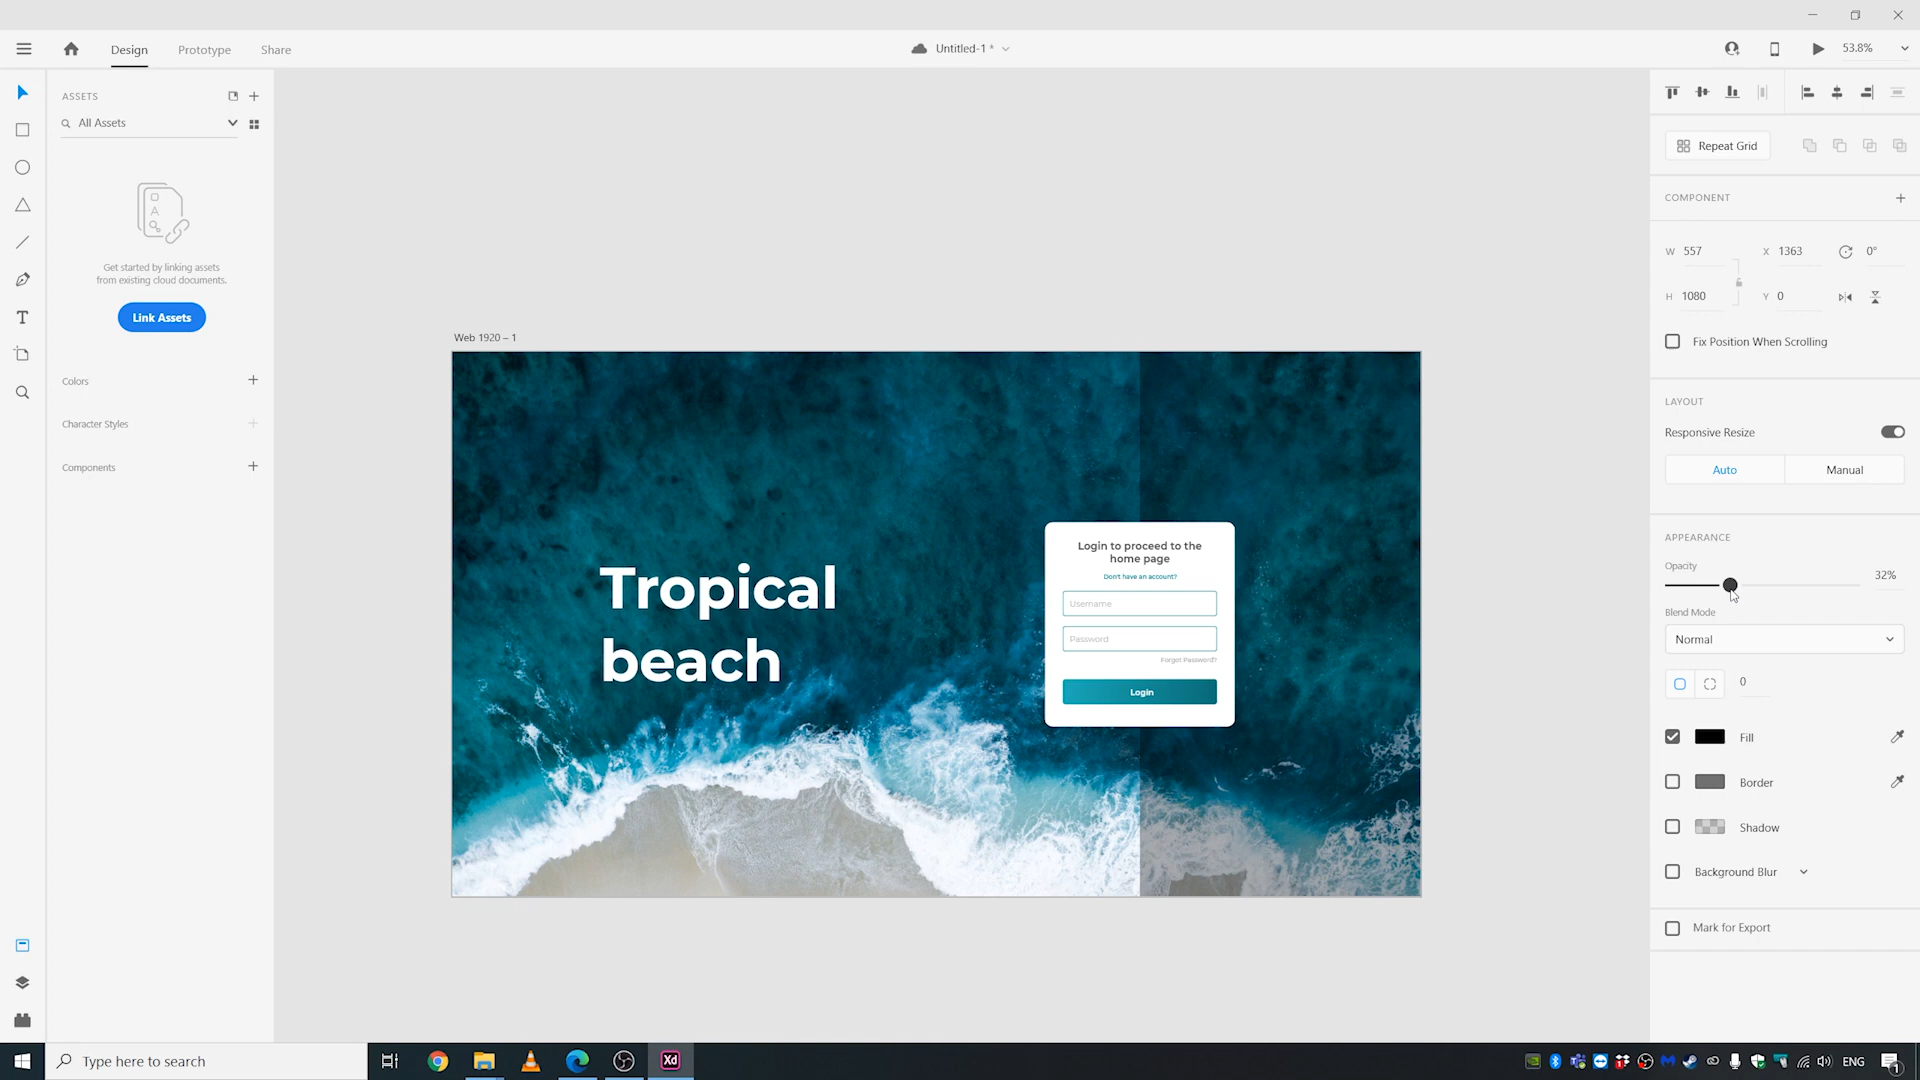 Design
Prototype
Share
Untitled-1 *
53.8%
ASSETS
All Assets
Get started by linking assets
from existing cloud documents.
Link Assets
Colors
Character Styles
Components
Web 1920 – 1
Tropical
beach
Login to proceed to the
home page
Don't have an account?
Username
Password
Forgot Password?
Login
Repeat Grid
COMPONENT
W 557
X 1363
0°
H 1080
Y 0
Fix Position When Scrolling
LAYOUT
Responsive Resize
Auto
Manual
APPEARANCE
Opacity
32%
Blend Mode
Normal
0
Fill
Border
Shadow
Background Blur
Mark for Export
Type here to search
Xd
ENG
1